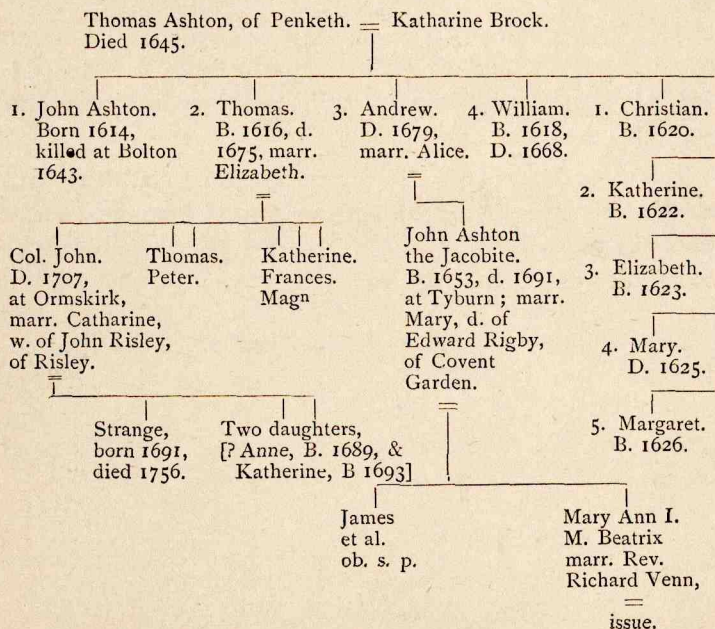 Thomas Ashton, of Penketh. = Katharine Brock.
Died 1645.
1. John Ashton.
Born 1614,
killed at Bolton
1643.
2. Thomas.
B. 1616, d.
1675, marr.
Elizabeth.
3. Andrew.
D. 1679,
marr. Alice.
4. William.
B. 1618,
D. 1668.
1. Christian.
B. 1620.
2. Katherine.
B. 1622.
3. Elizabeth.
B. 1623.
4. Mary.
D. 1625.
5. Margaret.
B. 1626.
Col. John.
D. 1707,
at Ormskirk,
marr. Catharine,
w. of John Risley,
of Risley.
Thomas.
Peter.
Katherine.
Frances.
Magn
John Ashton
the Jacobite.
B. 1653, d. 1691,
at Tyburn; marr.
Mary, d. of
Edward Rigby,
of Covent
Garden.
Strange,
born 1691,
died 1756.
Two daughters,
[? Anne, B. 1689, &
Katherine, B 1693]
James
et al.
ob. s. p.
Mary Ann I.
M. Beatrix
marr. Rev.
Richard Venn,
=
issue.